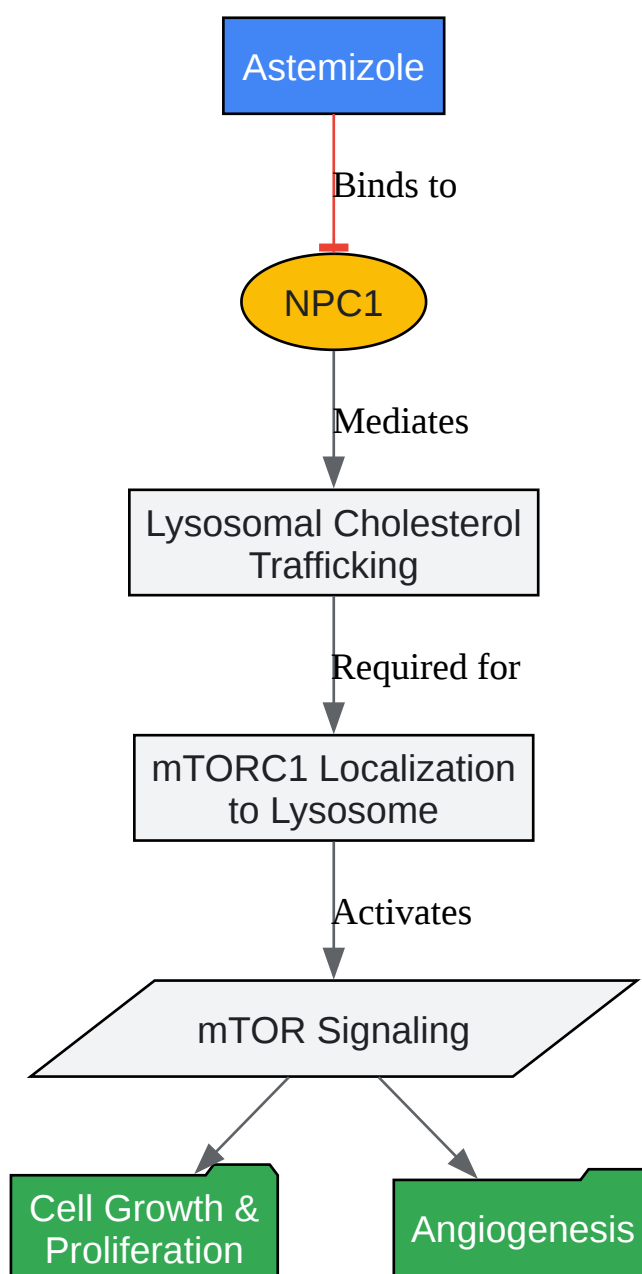 Astemizole
Binds to
NPC1
Mediates
Lysosomal Cholesterol
Trafficking
Required for
mTORC1 Localization
to Lysosome
Activates
mTOR Signaling
Cell Growth &
Proliferation
Angiogenesis